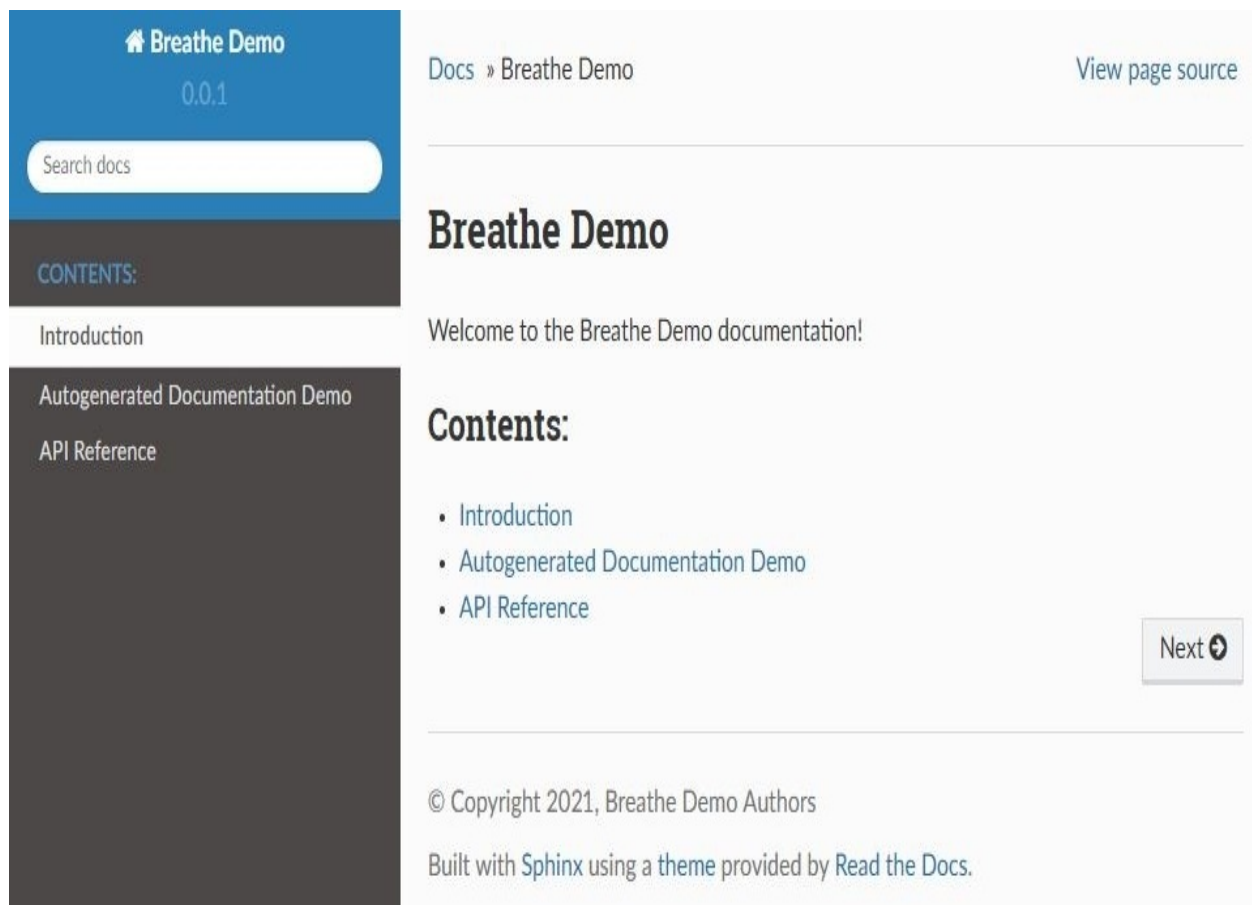 Breathe Demo
0.0.1
Search docs
CONTENTS:
Introduction
Autogenerated Documentation Demo
API Reference
Docs » Breathe Demo
View page source
Breathe Demo
Welcome to the Breathe Demo documentation!
Contents:
• Introduction
• Autogenerated Documentation Demo
• API Reference
Next
© Copyright 2021, Breathe Demo Authors
Built with Sphinx using a theme provided by Read the Docs.